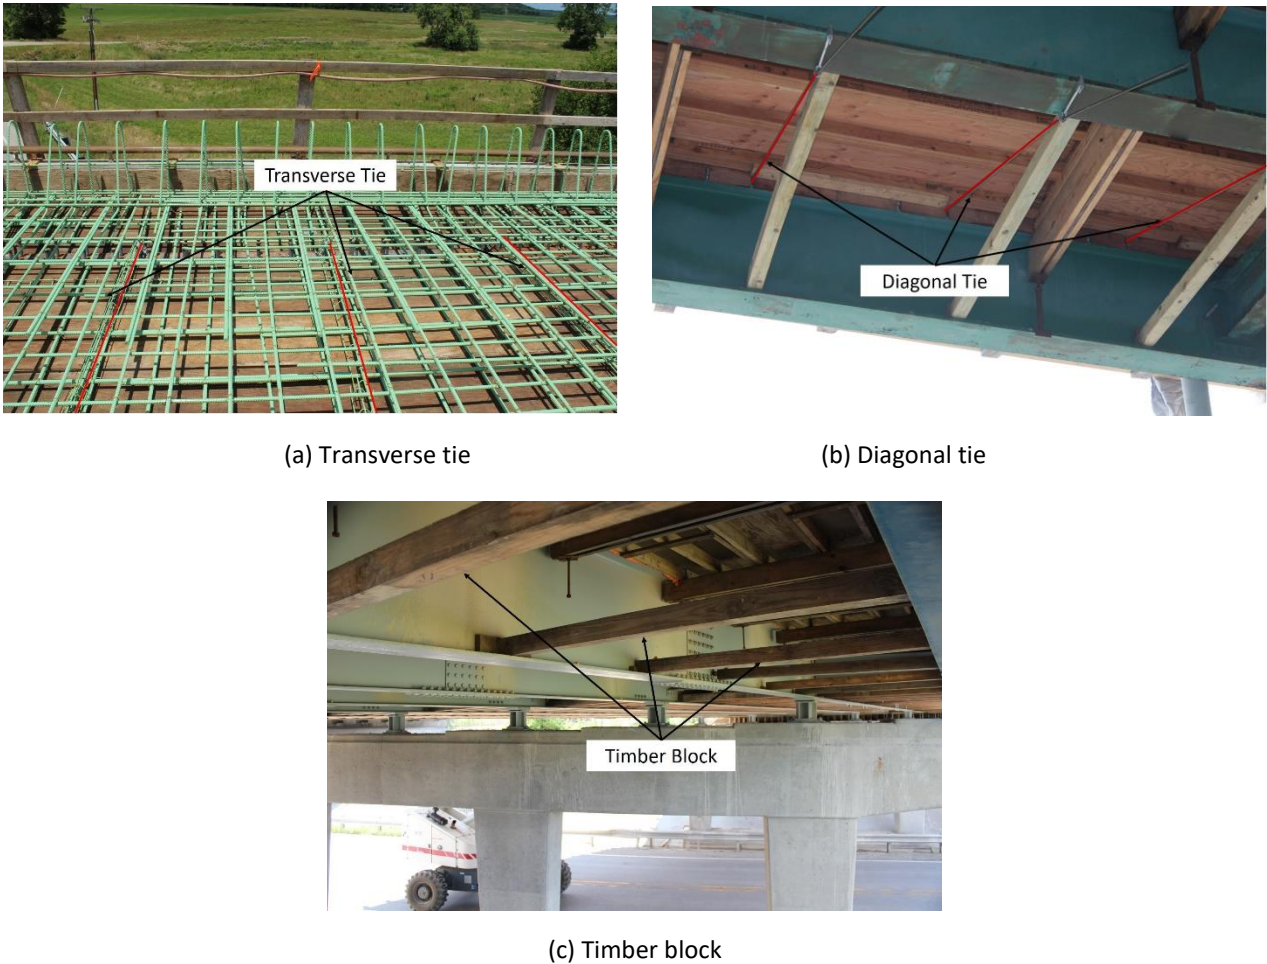 Transverse Tie
Diagonal Tie
(a) Transverse tie
(b) Diagonal tie
Timber Block
(c) Timber block